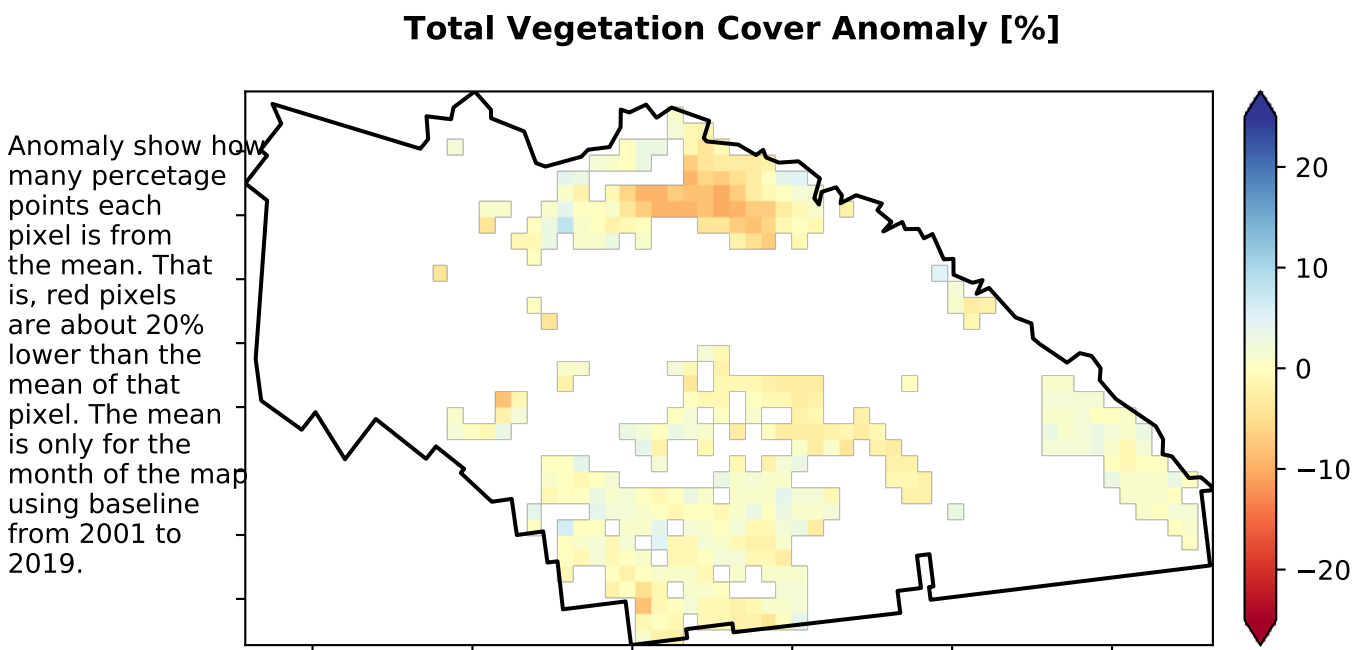 Total Vegetation Cover Anomaly [%]
Anomaly show how
many percetage
points each
pixel is from
the mean. That
is, red pixels
are about 20%
lower than the
mean of that
pixel. The mean
is only for the
month of the map
using baseline
from 2001 to
2019.
20
10
0
−10
−20